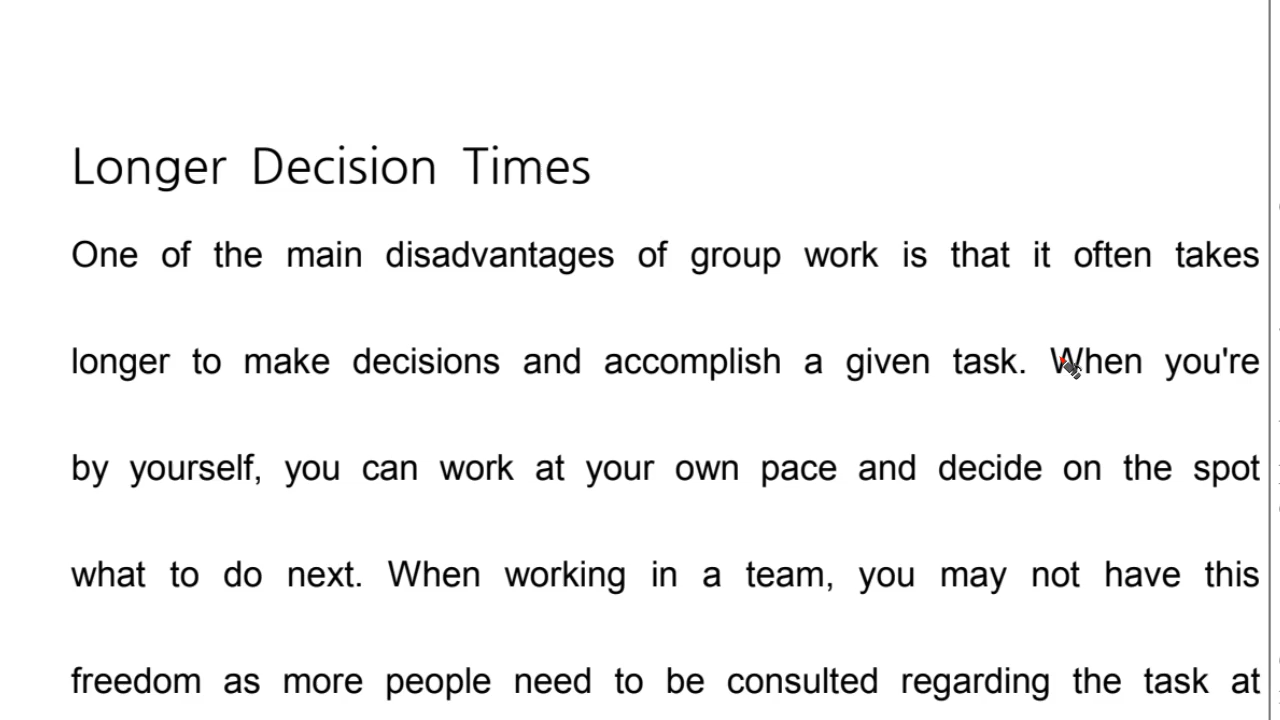 Longer Decision Times
One of the main disadvantages of group work is that it often takes
longer to make decisions and accomplish a given task. When you're
by yourself, you can work at your own pace and decide on the spot
what to do next. When working in a team, you may not have this
freedom as more people need to be consulted regarding the task at